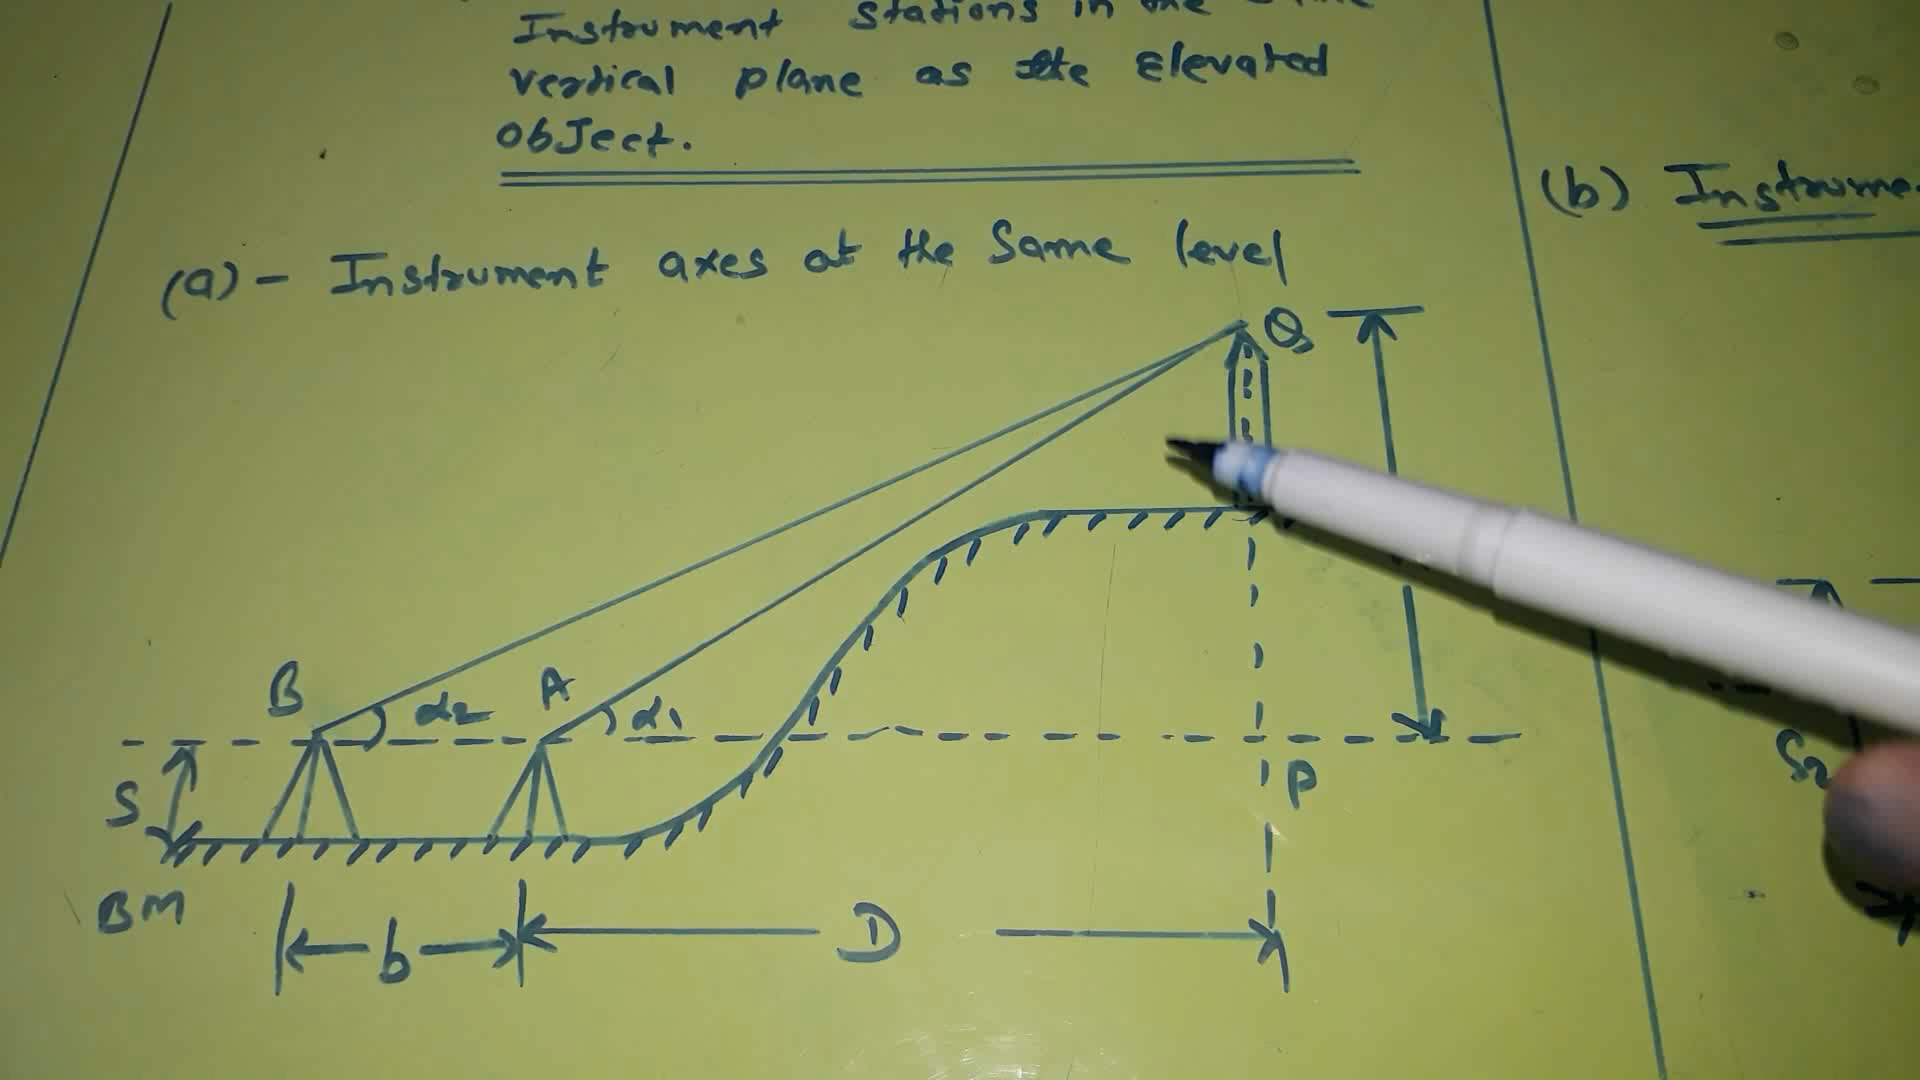 Instrument stations in the
vertical plane as the Elevated
obJect.
(a) - Instrument axes at the Same level
(b)
Q
B
α2
A
α1
S
P
S2
BM
b
D